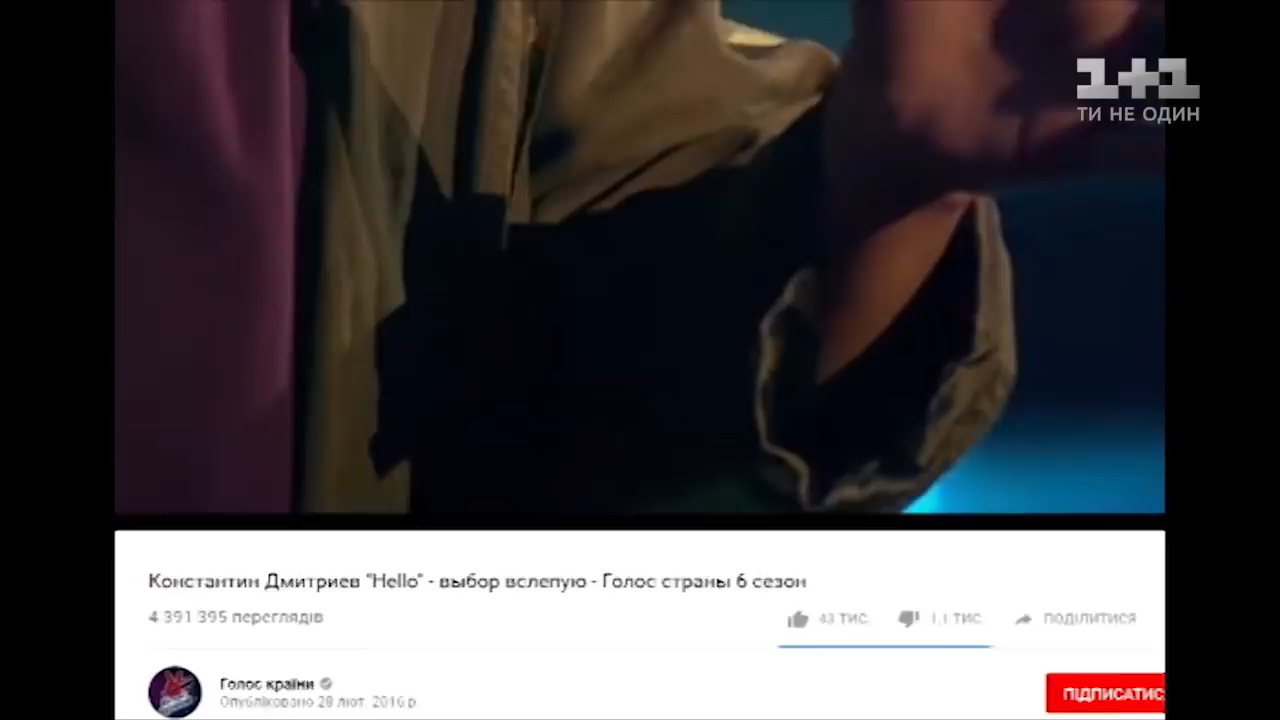 1+1
ТИ НЕ ОДИН
Константин Дмитриев "Hello" - выбор вслепую - Голос страны 6 сезон
4 391 395 переглядів
43 ТИС.
1,1 ТИС.
ПОДІЛИТИСЯ
Голос країни
Опубліковано 28 лют. 2016 р.
ПІДПИСАТИС